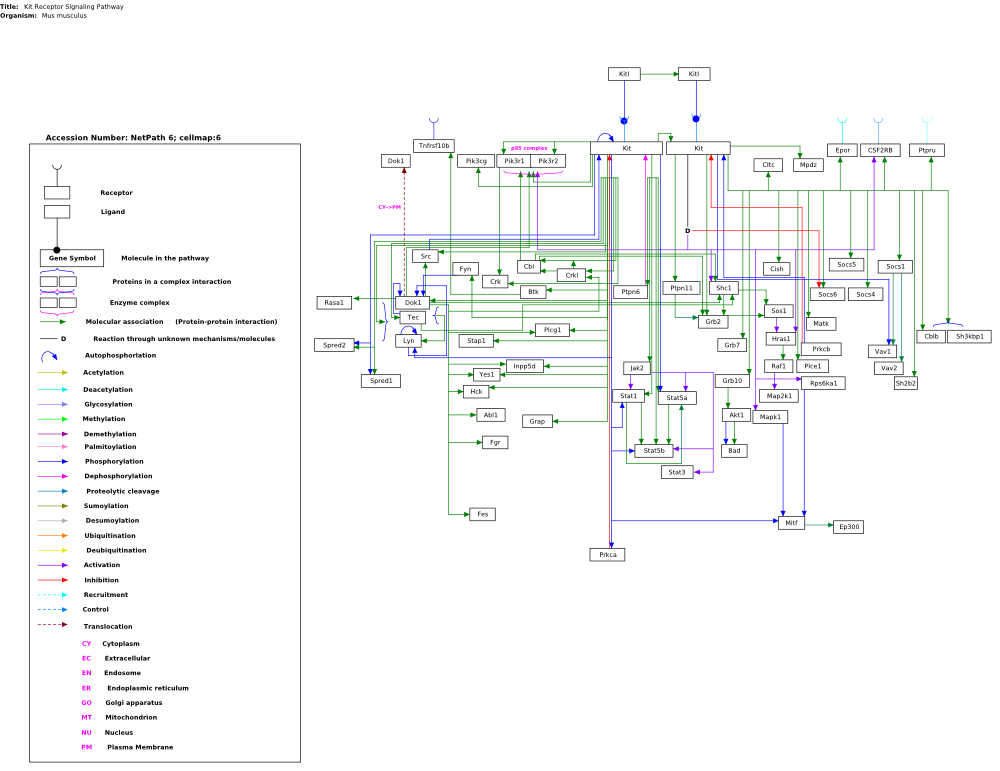 Title: Kit Receptor Signaling Pathway
Organism: Mus musculus
Kitl
Kitl
Accession Number: NetPath 6; cellmap:6
Receptor
Ligand
Gene Symbol
Molecule in the pathway
Proteins in a complex interaction
Enzyme complex
Molecular association (Protein-protein interaction)
D
Reaction through unknown mechanisms/molecules
Autophosphorlation
Acetylation
Deacetylation
Glycosylation
Methylation
Demethylation
Palmitoylation
Phosphorylation
Dephosphorylation
Proteolytic cleavage
Sumoylation
Desumoylation
Ubiquitination
Deubiquitination
Activation
Inhibition
Recruitment
Control
Translocation
CY Cytoplasm
EC Extracellular
EN Endosome
ER Endoplasmic reticulum
GO Golgi apparatus
MT Mitochondrion
NU Nucleus
PM Plasma Membrane
Tnfrsf10b
p85 complex
Kit
Kit
Epor
CSF2RB
Ptpru
Dok1
Pik3cg
Pik3r1
Pik3r2
Cltc
Mpdz
CY->PM
D
Src
Fyn
Cbl
Crkl
Crk
Btk
Ptpn6
Ptpn11
Shc1
Cish
Socs5
Socs1
Rasa1
Dok1
Tec
Lyn
Spred2
Spred1
Plcg1
Stap1
Grb2
Grb7
Sos1
Hras1
Socs6
Socs4
Matk
Prkcb
Cblb
Sh3kbp1
Vav1
Vav2
Sh2b2
Inpp5d
Yes1
Hck
Abl1
Grap
Fgr
Fes
Jak2
Stat1
Stat5a
Stat5b
Stat3
Grb10
Akt1
Bad
Raf1
Plce1
Rps6ka1
Map2k1
Mapk1
Mitf
Ep300
Prkca